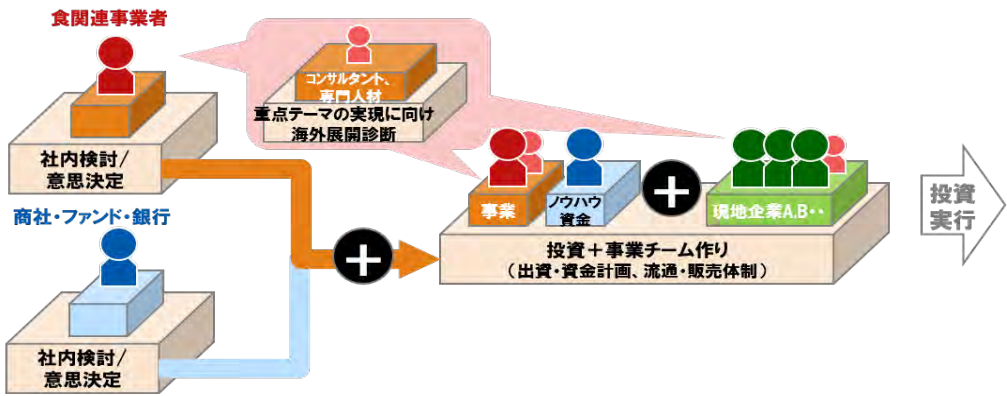 食関連事業者
コンサルタント、
専門人材
重点テーマの実現に向け
海外展開診断
社内検討/
意思決定
商社・ファンド・銀行
社内検討/
意思決定
事業
ノウハウ
資金
現地企業A.B・・
投資＋事業チーム作り
（出資・資金計画、流通・販売体制）
投資
実行